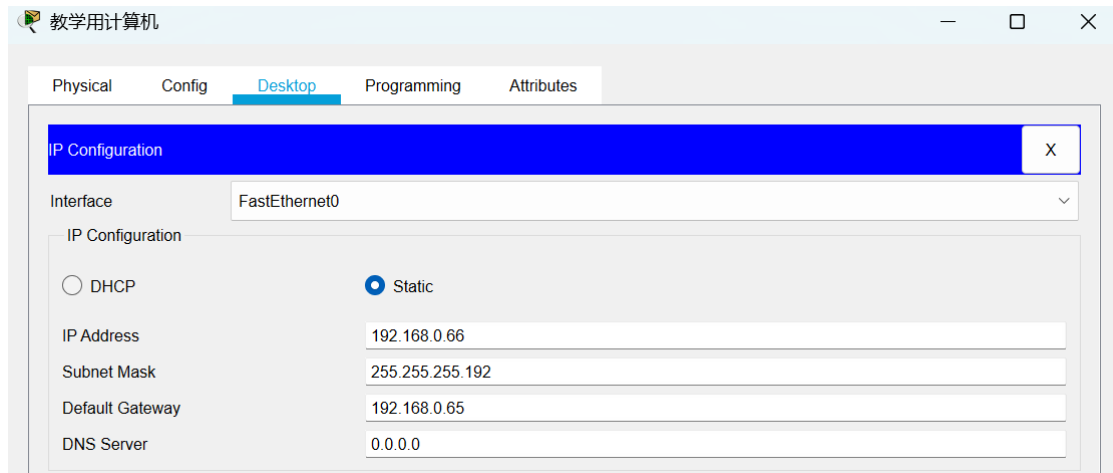 教学用计算机
Physical Config Desktop Programming Attributes
IP Configuration X
Interface FastEthernet0
IP Configuration
DHCP Static
IP Address 192.168.0.66
Subnet Mask 255.255.255.192
Default Gateway 192.168.0.65
DNS Server 0.0.0.0